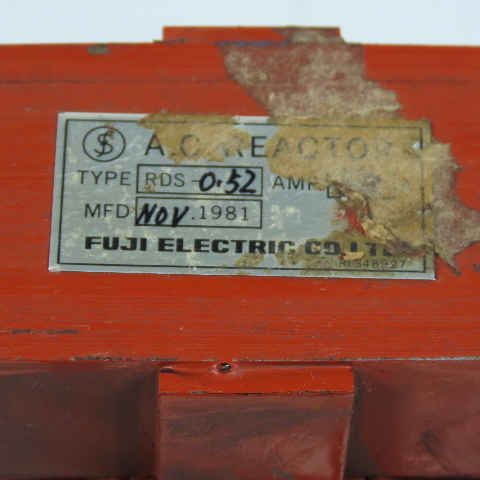 A.C. REACTOR
TYPE RDS-0.52 AMP.
MFD NOV.1981
FUJI ELECTRIC CO.LTD